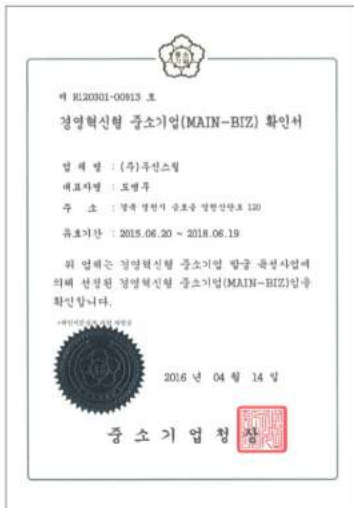 제 R120301-00913 호
경영혁신형 중소기업(MAIN-BIZ) 확인서
업 체 명 : (주)두신스틸
대표자명 : 도병무
주 소 : 경북 영천시 금호읍 영천산단로 120
유효기간 : 2015.06.20 ~ 2018.06.19
위 업체는 경영혁신형 중소기업 발굴 육성사업에
의해 선정된 경영혁신형 중소기업(MAIN-BIZ)임을
확인합니다.
2016 년 04 월 14 일
중 소 기 업 청 장